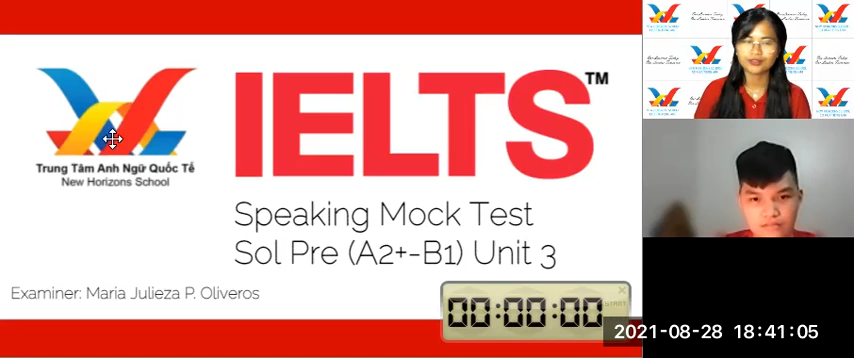 IELTS™
Trung Tâm Anh Ngữ Quốc Tế
New Horizons School
Speaking Mock Test
Sol Pre (A2+-B1) Unit 3
Examiner: Maria Julieza P. Oliveros
00:00:00
START
2021-08-28 18:41:05